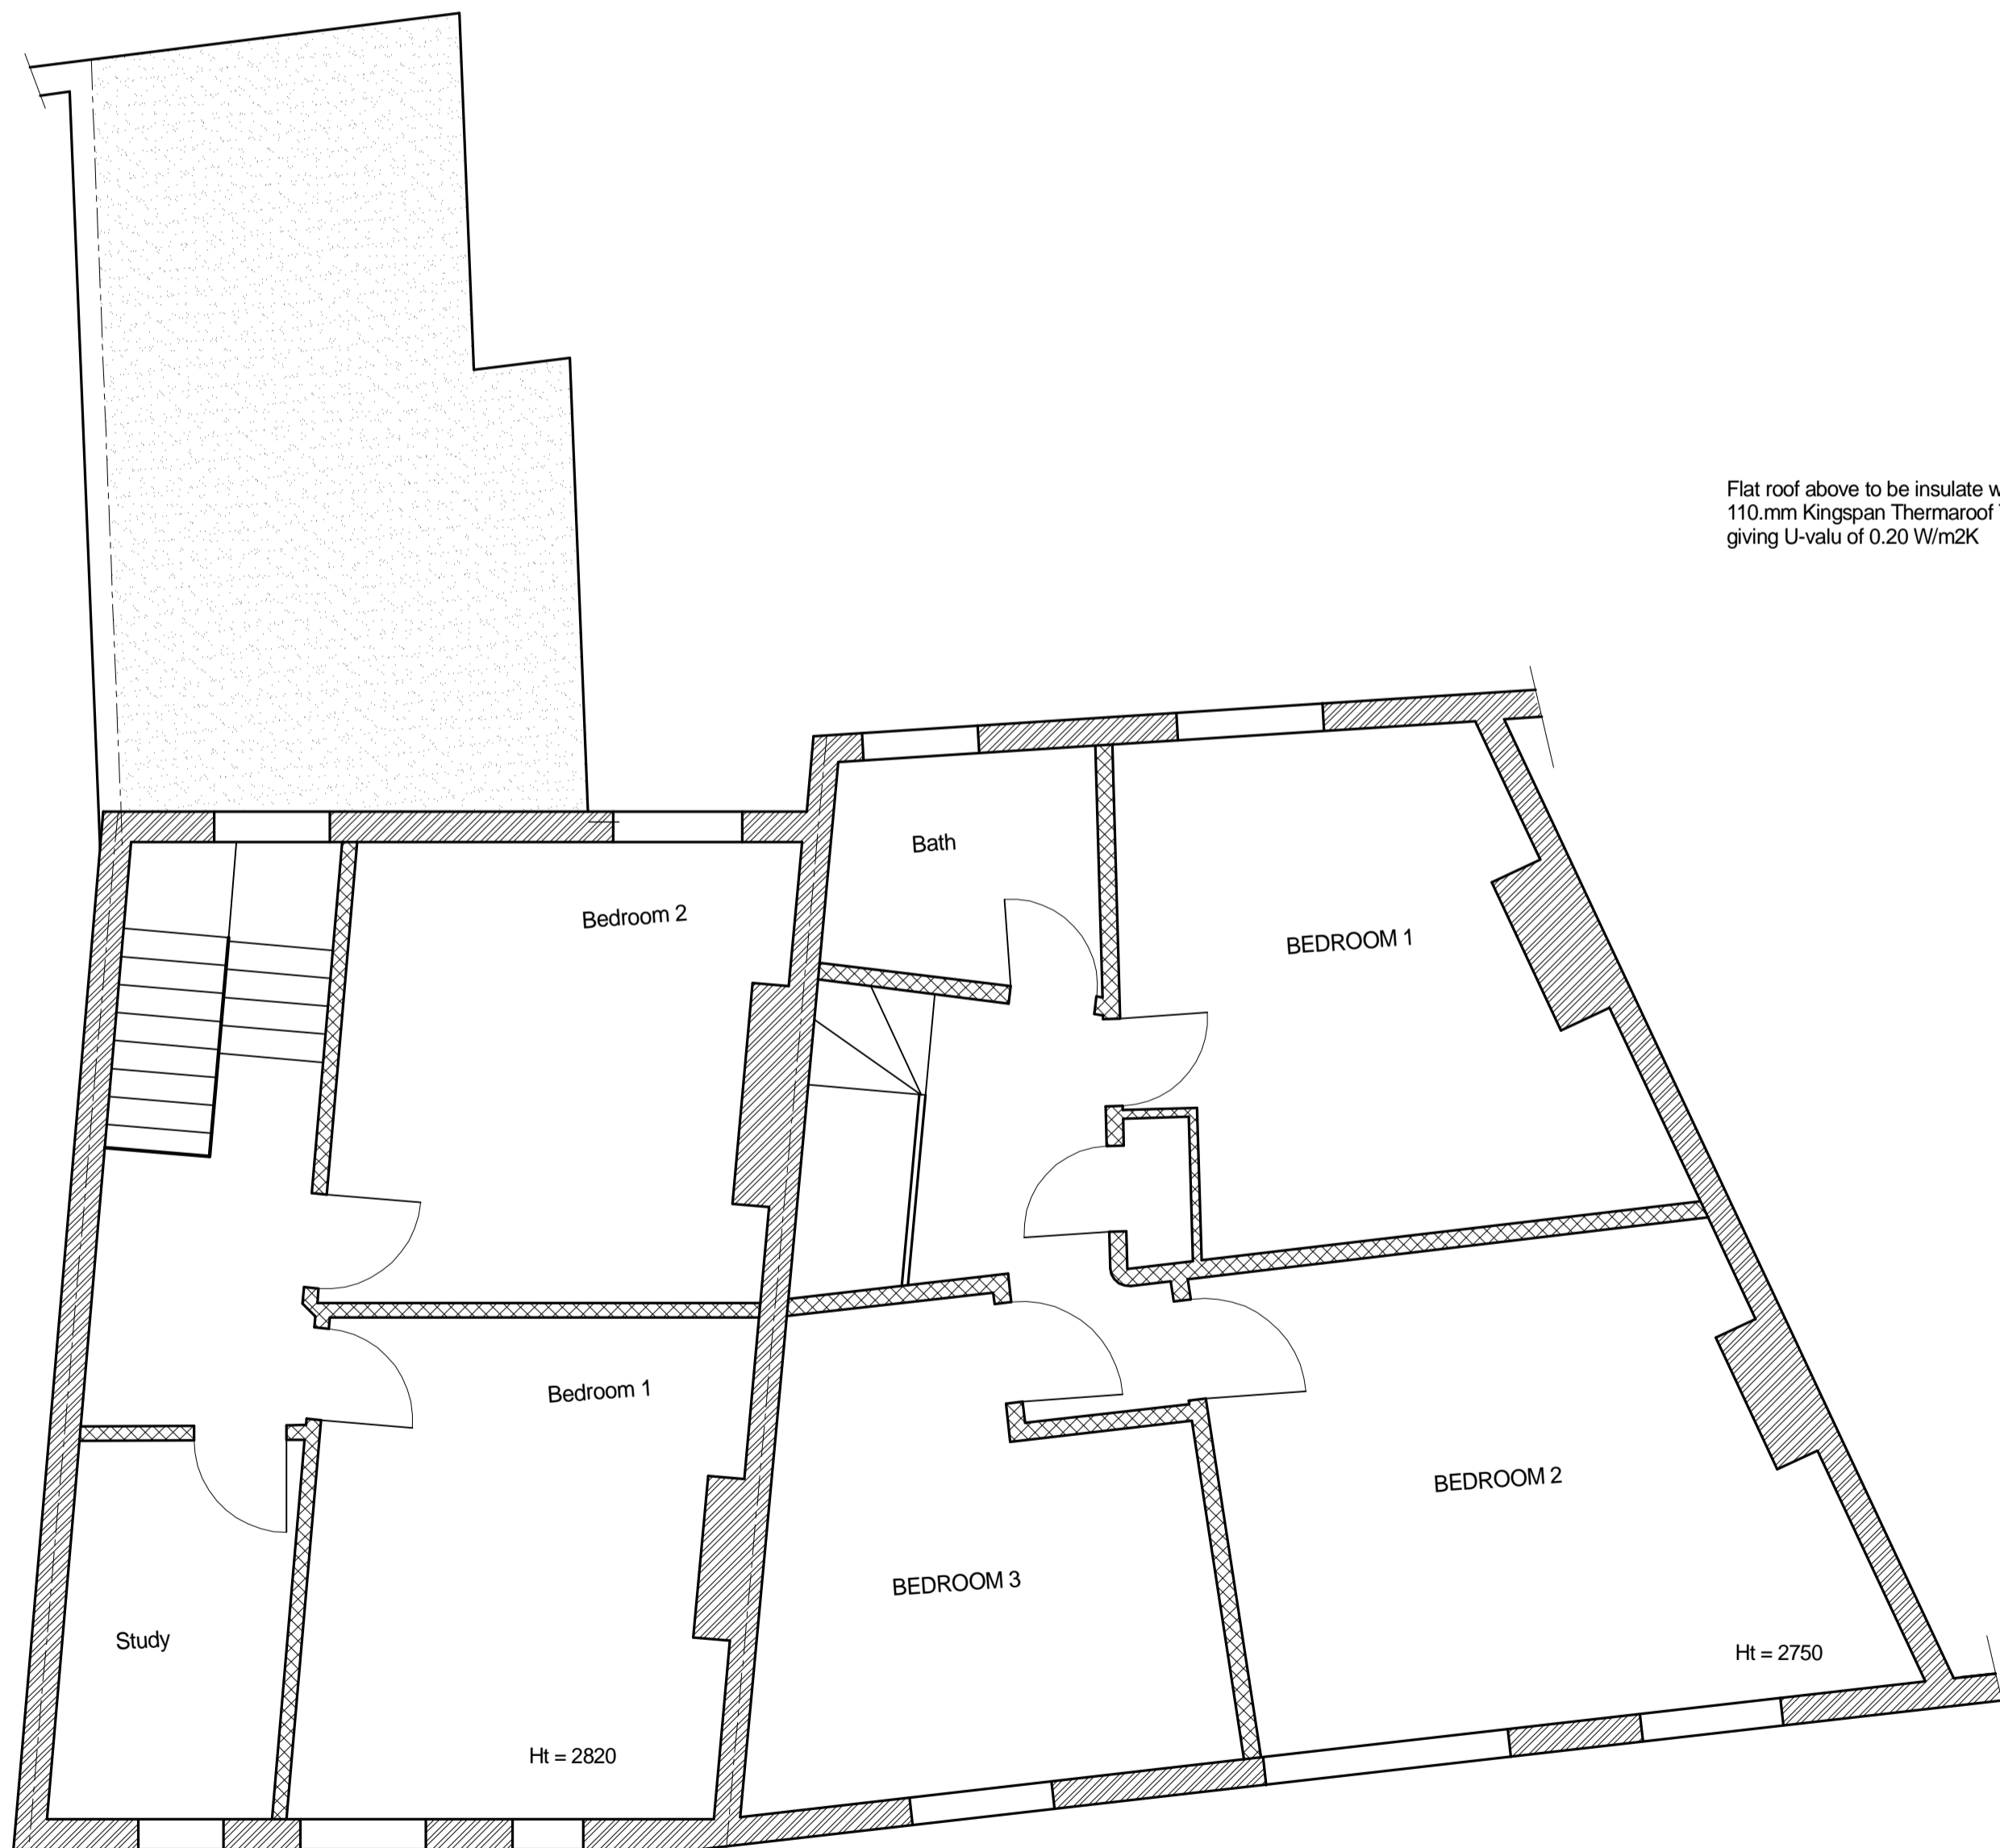 Flat roof above to be insulate
110.mm Kingspan Thermaroof
giving U-valu of 0.20 W/m2K
Bath
Bedroom 2
BEDROOM 1
Bedroom 1
BEDROOM 2
BEDROOM 3
Study
Ht = 2750
Ht = 2820